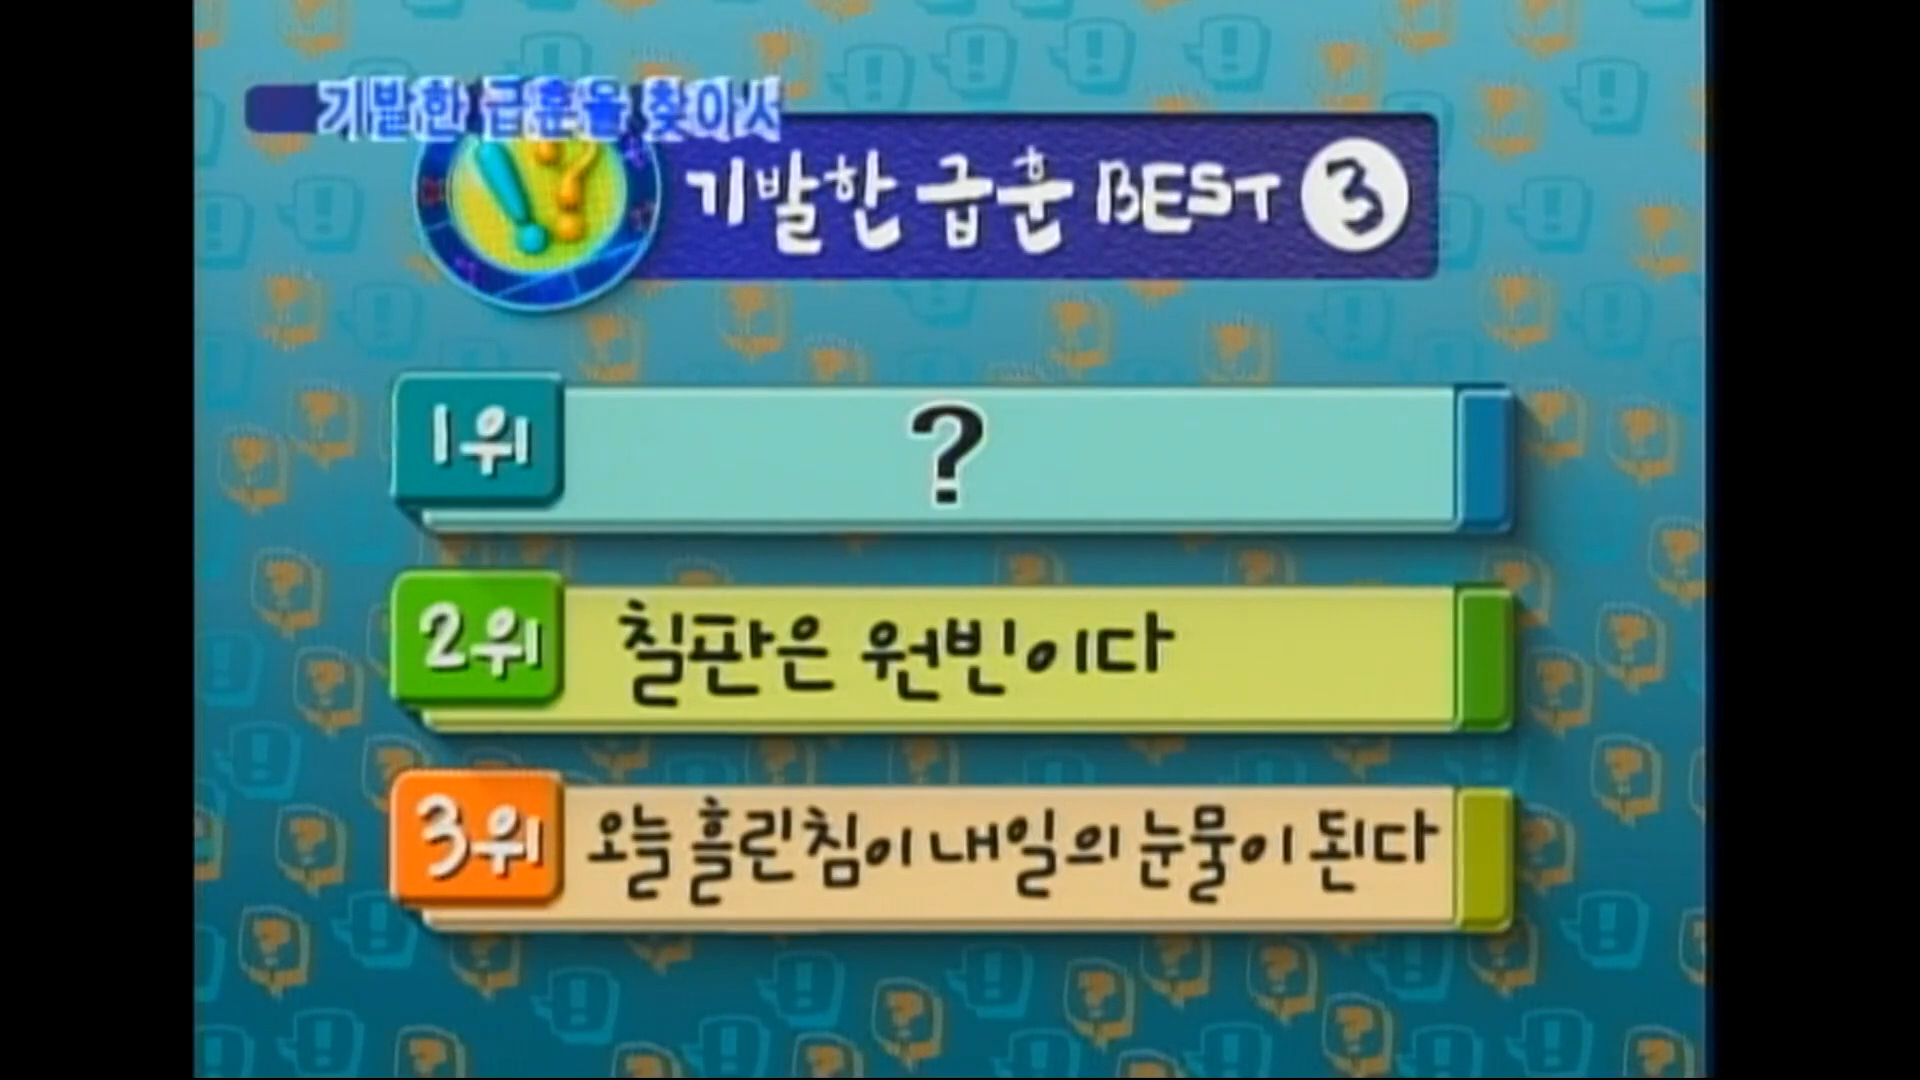 기발한 급훈을 찾아서
기발한 급훈 BEST 3
1위 ?
2위 칠판은 원빈이다
3위 오늘 흘린 침이 내일의 눈물이 된다